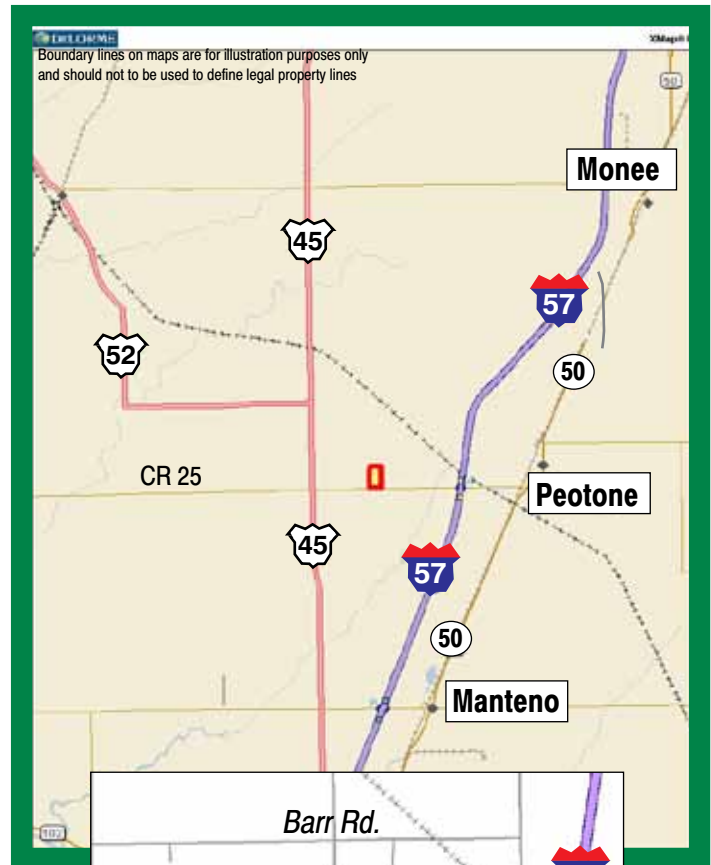 DELORME
Boundary lines on maps are for illustration purposes only
and should not to be used to define legal property lines
50
Monee
45
57
52
50
CR 25
Peotone
45
57
50
Manteno
Barr Rd.
102